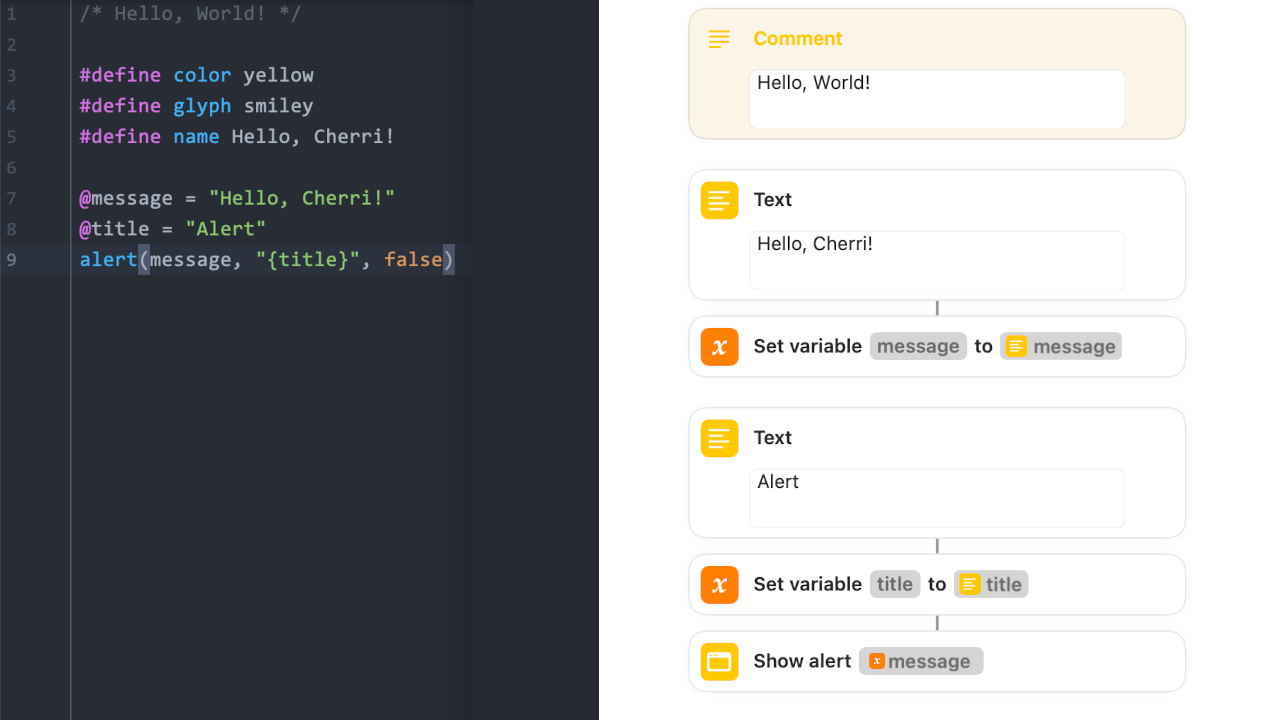 1 /* Hello, World! */
2
3 #define color yellow
4 #define glyph smiley
5 #define name Hello, Cherri!
6
7 @message = "Hello, Cherri!"
8 @title = "Alert"
9 alert(message, "{title}", false)
Comment
Hello, World!
Text
Hello, Cherri!
x Set variable message to message
Text
Alert
x Set variable title to title
Show alert x message